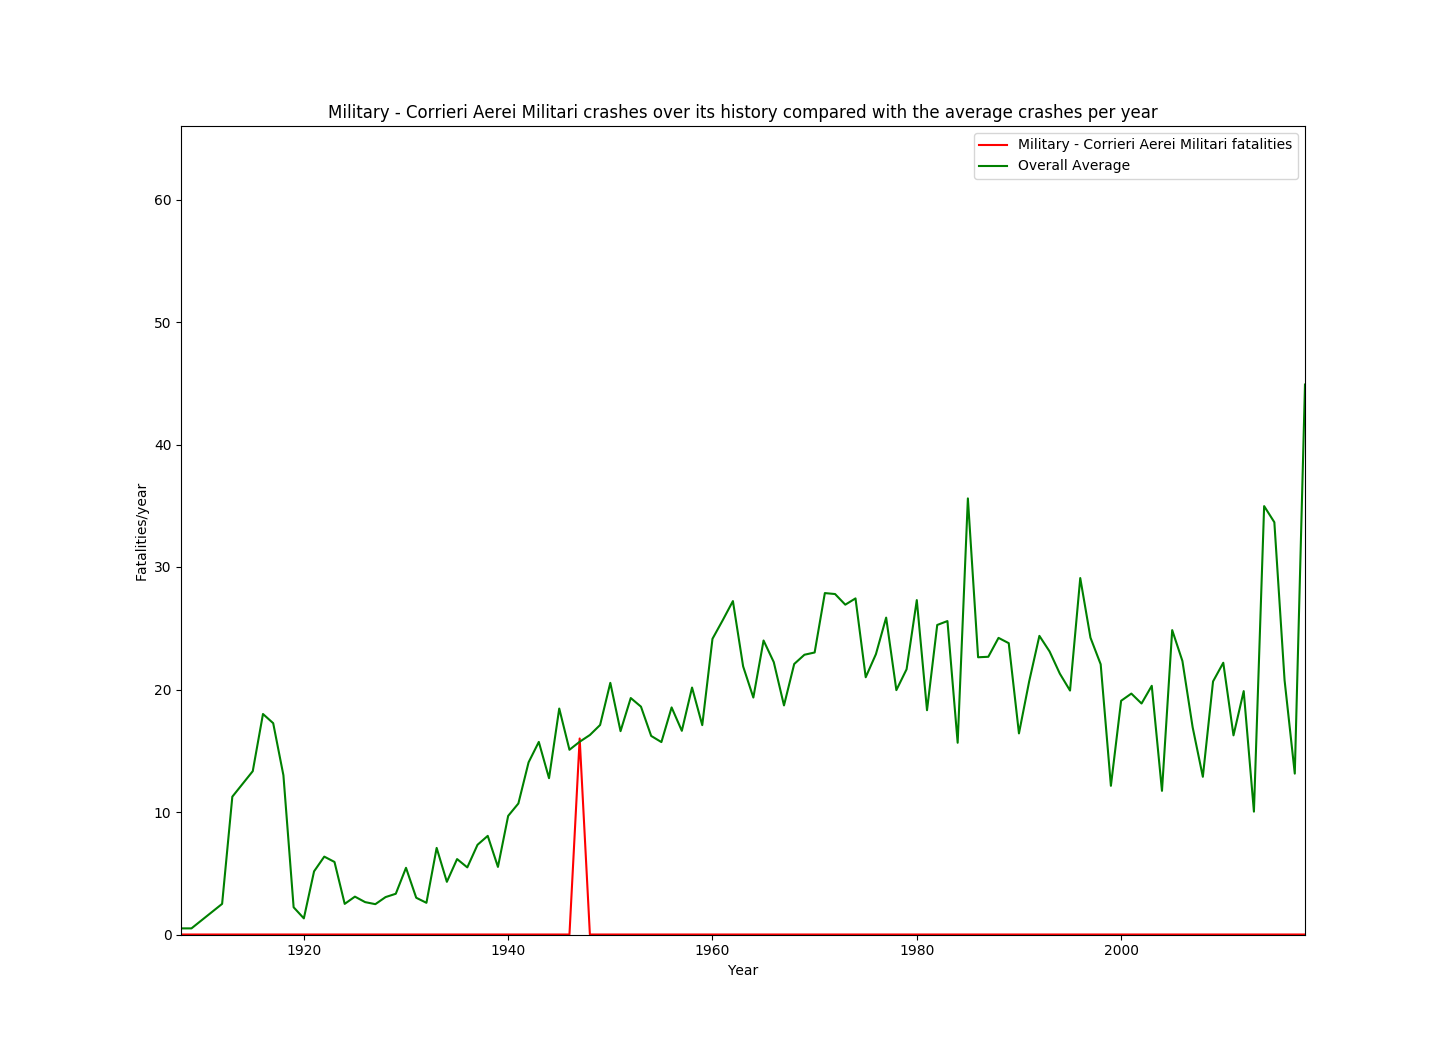 Military - Corrieri Aerei Militari crashes over its history compared with the average crashes per year
Military - Corrieri Aerei Militari fatalities
Overall Average
60
50
40
30
20
10
0
Fatalities/year
1920 1940 1960 1980 2000
Year